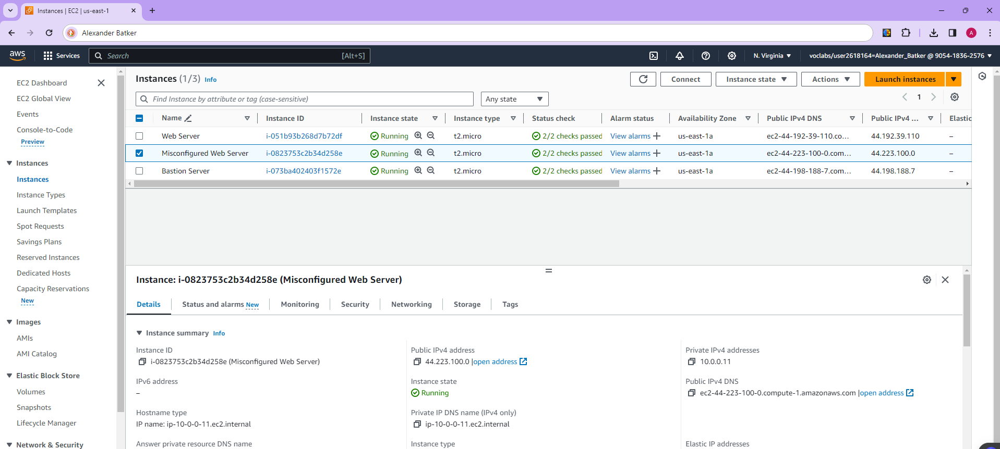 Instances | EC2 | us-east-1
Alexander Batker
A
aws Services Search [Alt+S] N. Virginia voclabs/user2618164=Alexander_Batker @ 9054-1836-2576
EC2 Dashboard
EC2 Global View
Events
Console-to-Code
Preview
Instances
Instances
Instance Types
Launch Templates
Spot Requests
Savings Plans
Reserved Instances
Dedicated Hosts
Capacity Reservations
New
Images
AMIs
AMI Catalog
Elastic Block Store
Volumes
Snapshots
Lifecycle Manager
Network & Security
Instances (1/3) Info
Connect Instance state Actions Launch instances
Find Instance by attribute or tag (case-sensitive) Any state 1
Name Instance ID Instance state Instance type Status check Alarm status Availability Zone Public IPv4 DNS Public IPv4 ... Elastic
Web Server i-051b93b268d7b72df Running t2.micro 2/2 checks passed View alarms + us-east-1a ec2-44-192-39-110.co... 44.192.39.110 –
Misconfigured Web Server i-0823753c2b34d258e Running t2.micro 2/2 checks passed View alarms + us-east-1a ec2-44-223-100-0.com... 44.223.100.0 –
Bastion Server i-073ba402403f1572e Running t2.micro 2/2 checks passed View alarms + us-east-1a ec2-44-198-188-7.com... 44.198.188.7 –
Instance: i-0823753c2b34d258e (Misconfigured Web Server)
Details Status and alarms New Monitoring Security Networking Storage Tags
Instance summary Info
Instance ID
i-0823753c2b34d258e (Misconfigured Web Server)
Public IPv4 address
44.223.100.0 |open address
Private IPv4 addresses
10.0.0.11
IPv6 address
–
Instance state
Running
Public IPv4 DNS
ec2-44-223-100-0.compute-1.amazonaws.com |open address
Hostname type
IP name: ip-10-0-0-11.ec2.internal
Private IP DNS name (IPv4 only)
ip-10-0-0-11.ec2.internal
Answer private resource DNS name
Instance type
Elastic IP addresses